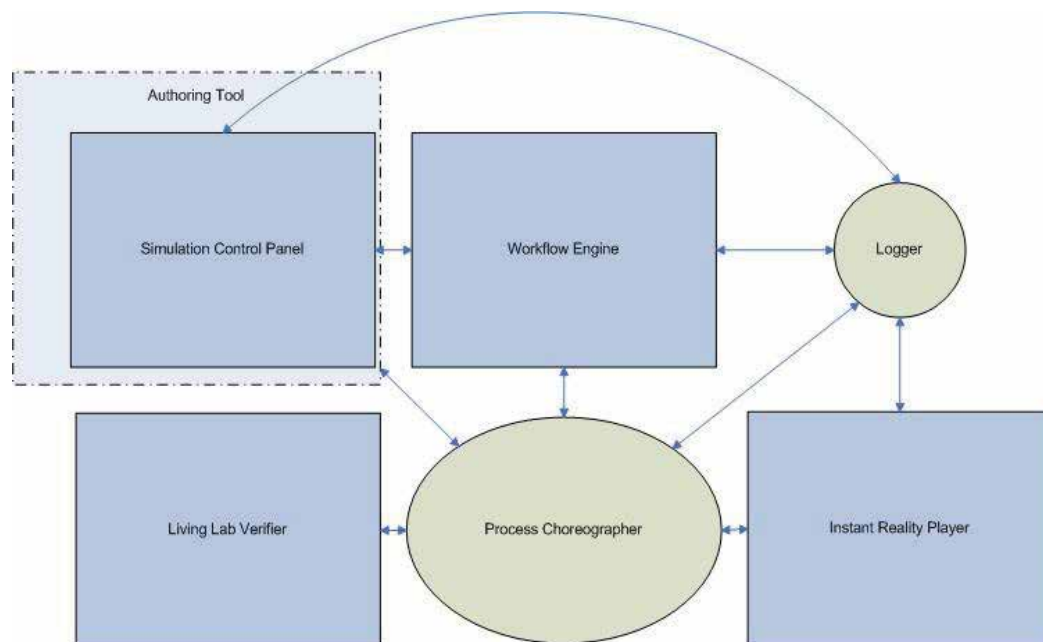 Authoring Tool
Simulation Control Panel
Workflow Engine
Logger
Living Lab Verifier
Process Choreographer
Instant Reality Player